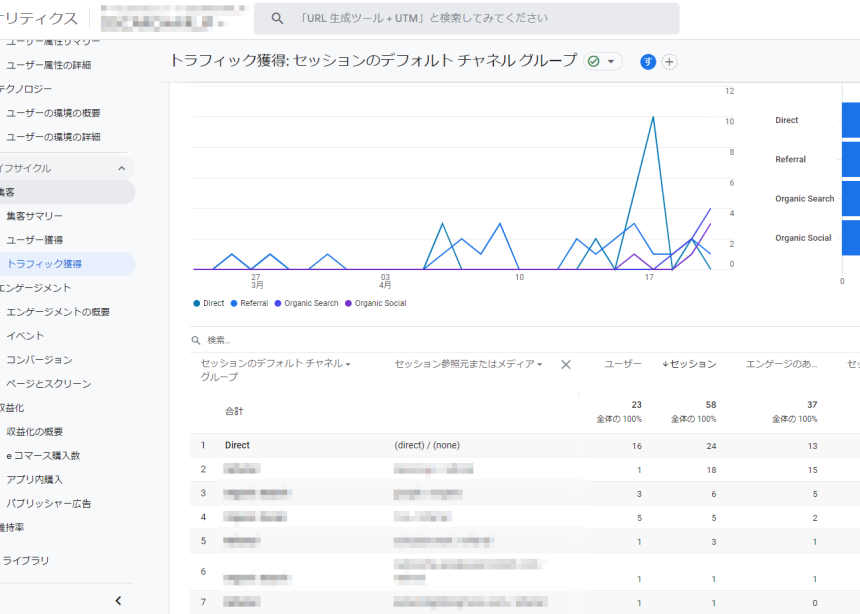 リティクス
「URL 生成ツール + UTM」と検索してみてください
ユーザー属性サマリー
ユーザー属性の詳細
テクノロジー
ユーザーの環境の概要
ユーザーの環境の詳細
イフサイクル
集客
集客サマリー
ユーザー獲得
トラフィック獲得
エンゲージメント
エンゲージメントの概要
イベント
コンバージョン
ページとスクリーン
収益化
収益化の概要
e コマース購入数
アプリ内購入
パブリッシャー広告
維持率
ライブラリ
トラフィック獲得: セッションのデフォルト チャネル グループ
す
12
10
8
6
4
2
0
27
3月
03
4月
10
17
Direct Referral Organic Search Organic Social
Direct
Referral
Organic Search
Organic Social
0
検索...
セッションのデフォルト チャネル
グループ
セッション参照元またはメディア
ユーザー
↓セッション
エンゲージのあ...
セッ
合計
23 58 37
全体の 100% 全体の 100% 全体の 100%
1 Direct (direct) / (none) 16 24 13
2 1 18 15
3 3 6 5
4 5 5 2
5 1 3 1
6 1 1 1
7 1 1 0